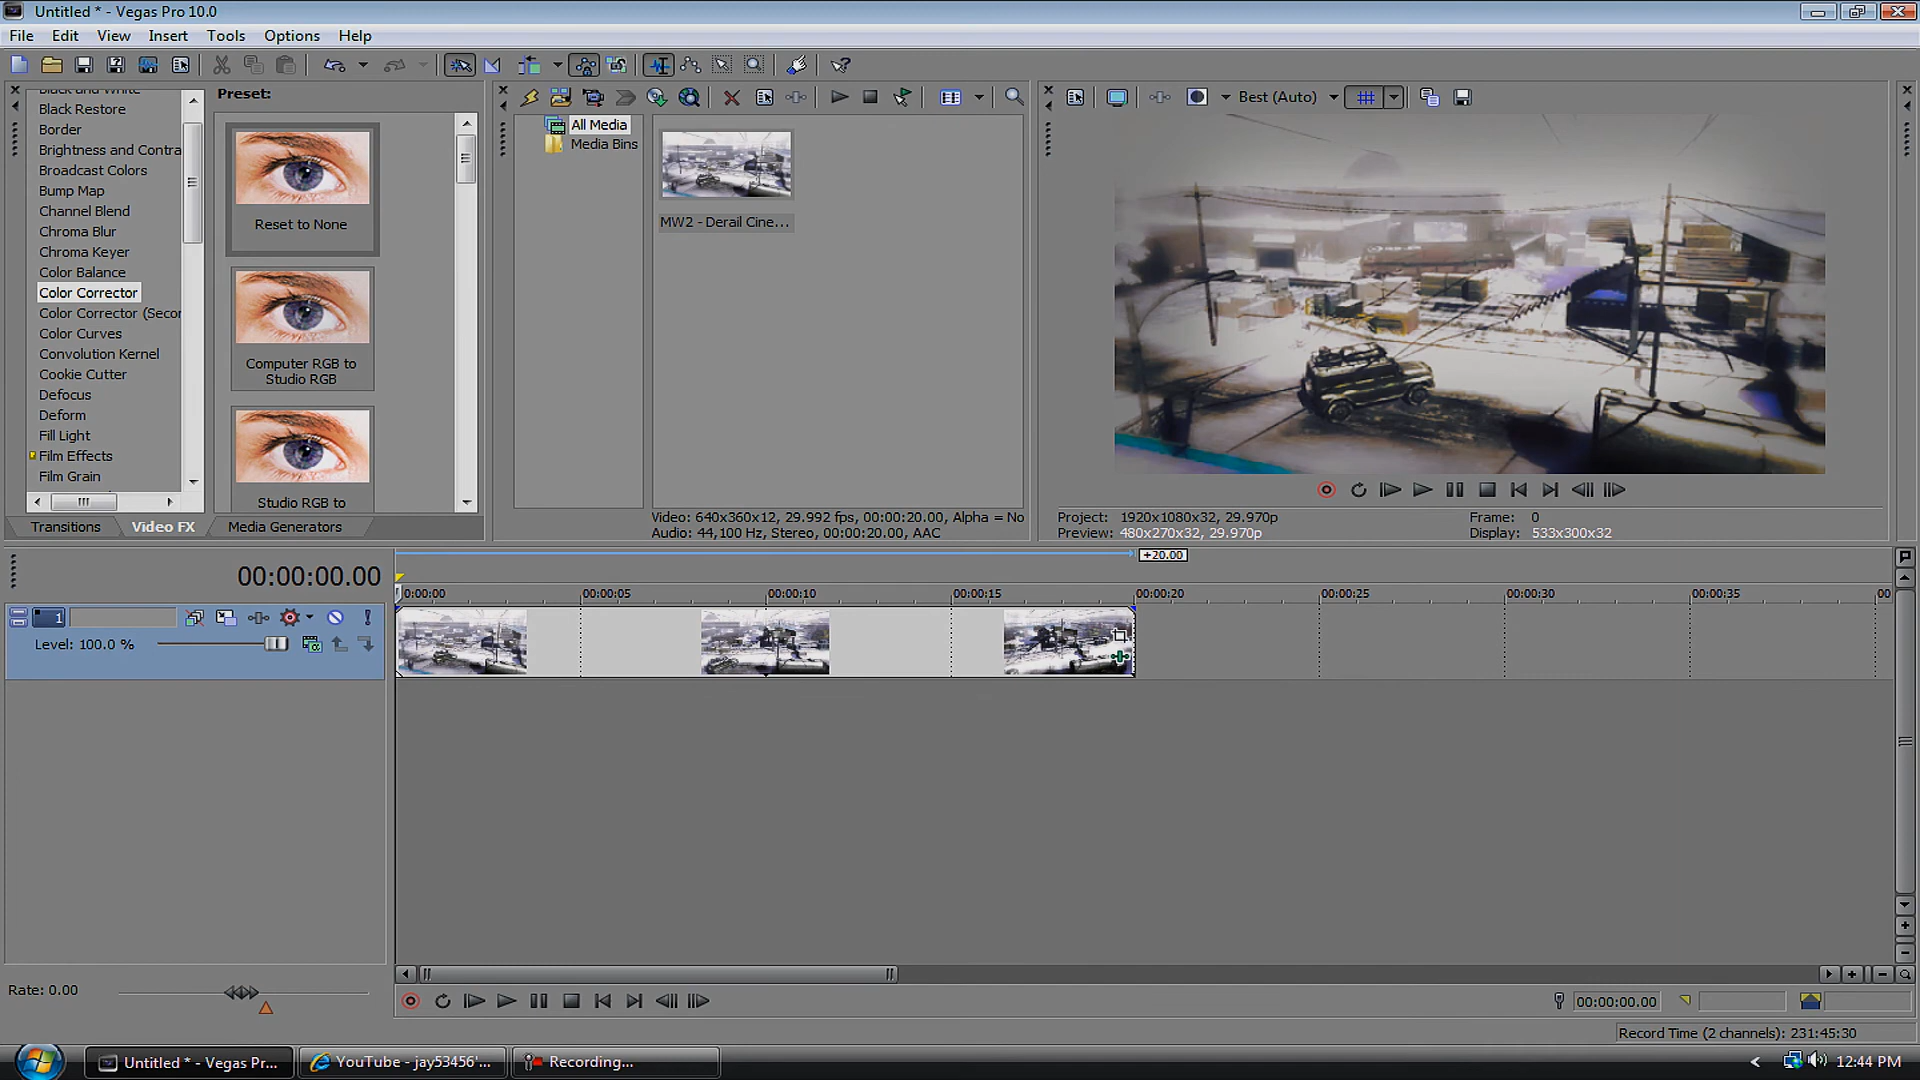 Untitled * - Vegas Pro 10.0
File Edit View Insert Tools Options Help
Black and White
Black Restore
Border
Brightness and Contra
Broadcast Colors
Bump Map
Channel Blend
Chroma Blur
Chroma Keyer
Color Balance
Color Corrector
Color Corrector (Secor
Color Curves
Convolution Kernel
Cookie Cutter
Defocus
Deform
Fill Light
Film Effects
Film Grain
Preset:
Reset to None
Computer RGB to
Studio RGB
Studio RGB to
Transitions Video FX Media Generators
All Media
Media Bins
MW2 - Derail Cine...
Video: 640x360x12, 29.992 fps, 00:00:20.00, Alpha = No
Audio: 44,100 Hz, Stereo, 00:00:20.00, AAC
Best (Auto)
Project: 1920x1080x32, 29.970p
Preview: 480x270x32, 29.970p
Frame: 0
Display: 533x300x32
00:00:00.00
+20.00
0:00:00 00:00:05 00:00:10 00:00:15 00:00:20 00:00:25 00:00:30 00:00:35 00
1
Level: 100.0 %
Rate: 0.00
00:00:00.00
Record Time (2 channels): 231:45:30
Untitled * - Vegas Pr...
YouTube - jay53456'...
Recording...
12:44 PM